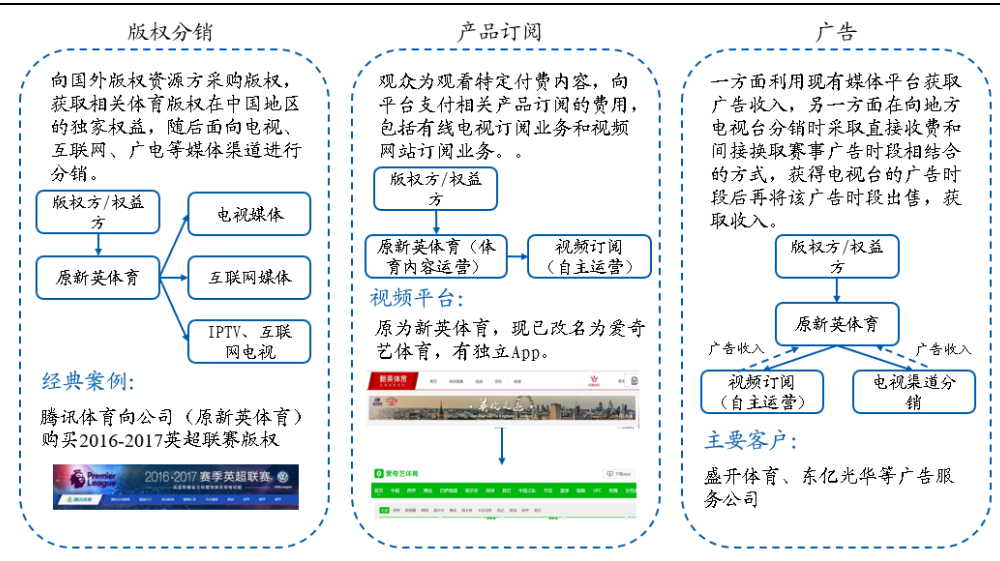 版权分销
向国外版权资源方采购版权，
获取相关体育版权在中国地区
的独家权益，随后面向电视、
互联网、广电等媒体渠道进行
分销。
版权方/权益
方
原新英体育
电视媒体
互联网媒体
IPTV、互联
网电视
经典案例:
腾讯体育向公司（原新英体育）
购买2016-2017英超联赛版权
Premier
League
2016-2017 赛季英超联赛
产品订阅
观众为观看特定付费内容，向
平台支付相关产品订阅的费用，
包括有线电视订阅业务和视频
网站订阅业务。。
版权方/权益
方
原新英体育（体
育内容运营）
视频订阅
（自主运营）
视频平台:
原为新英体育，现已改名为爱奇
艺体育，有独立App。
新英体育
爱奇艺体育
广告
一方面利用现有媒体平台获取
广告收入，另一方面在向地方
电视台分销时采取直接收费和
间接换取赛事广告时段相结合
的方式，获得电视台的广告时
段后再将该广告时段出售，获
取收入。
版权方/权益
方
原新英体育
广告收入
广告收入
视频订阅
（自主运营）
电视渠道分
销
主要客户:
盛开体育、东亿光华等广告服
务公司